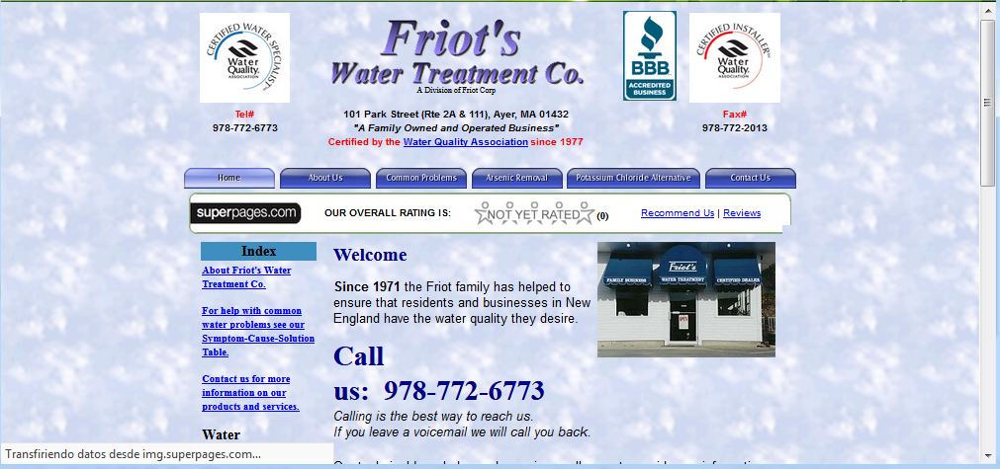 CERTIFIED WATER SPECIALIST
Water
Quality
ASSOCIATION
Friot's
Water Treatment Co.
A Division of Friot Corp
BBB
ACCREDITED
BUSINESS
CERTIFIED INSTALLER™
Water
Quality
ASSOCIATION
Tel#
978-772-6773
101 Park Street (Rte 2A & 111), Ayer, MA 01432
"A Family Owned and Operated Business"
Certified by the Water Quality Association since 1977
Fax#
978-772-2013
Home
About Us
Common Problems
Arsenic Removal
Potassium Chloride Alternative
Contact Us
superpages.com
OUR OVERALL RATING IS:
NOT YET RATED
(0)
Recommend Us | Reviews
Index
About Friot's Water
Treatment Co.
For help with common
water problems see our
Symptom-Cause-Solution
Table.
Contact us for more
information on our
products and services.
Water
Welcome
Since 1971 the Friot family has helped to
ensure that residents and businesses in New
England have the water quality they desire.
Call
us: 978-772-6773
Calling is the best way to reach us.
If you leave a voicemail we will call you back.
Friot's
FAMILY BUSINESS
WATER TREATMENT
CERTIFIED DEALER
OPEN
Transfiriendo datos desde img.superpages.com...